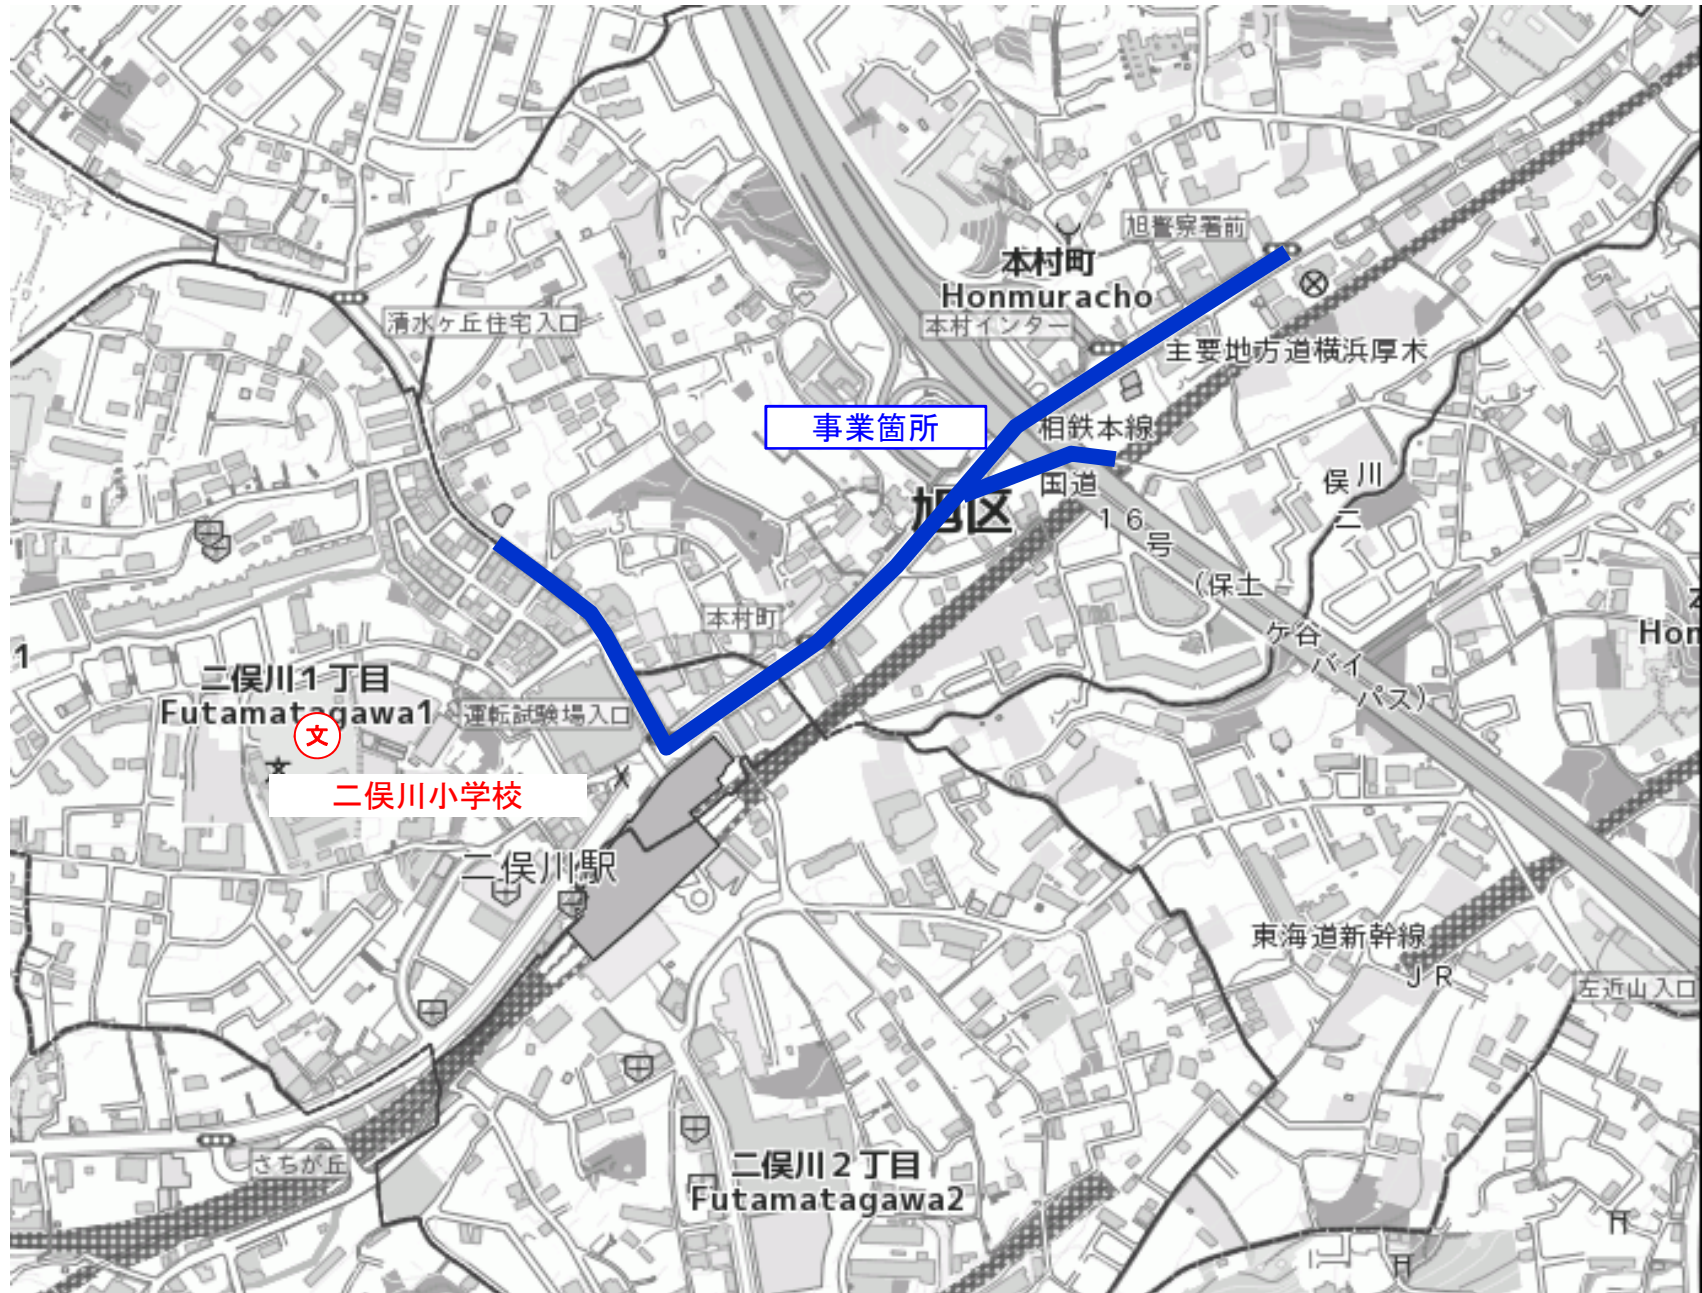 旭警察署前
本村町
Honmuracho
本村インター
清水ヶ丘住宅入口
主要地方道横浜厚木
事業箇所
相鉄本線
国道
16
号
(保土
ケ谷
バイ
パス)
旭区
俣川
二
本村町
1
二俣川1丁目
Futamatagawa1
運転試験場入口
文
二俣川小学校
二俣川駅
Hon
東海道新幹線
JR
左近山入口
さちが丘
二俣川2丁目
Futamatagawa2